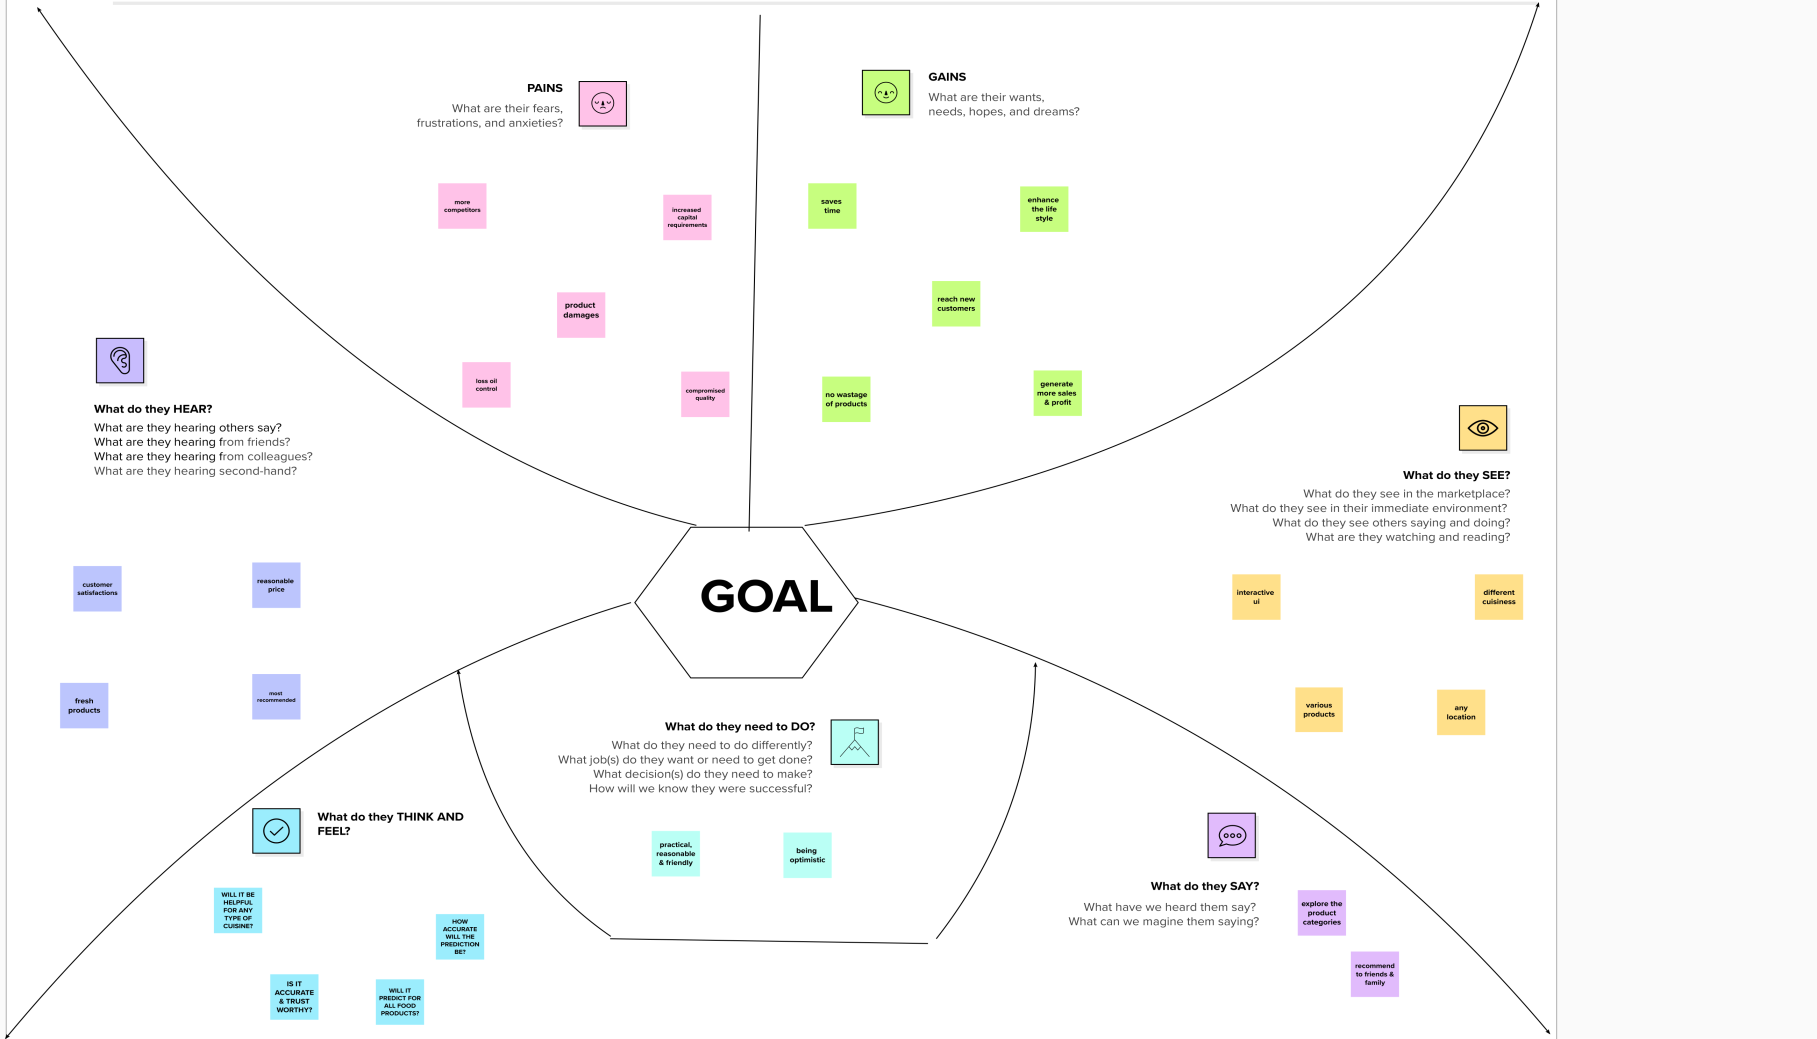 PAINS
What are their fears,
frustrations, and anxieties?
more
competitors
increased
capital
requirements
product
damages
loss oil
control
compromised
quality
GAINS
What are their wants,
needs, hopes, and dreams?
saves
time
enhance
the life
style
reach new
customers
no wastage
of products
generate
more sales
& profit
What do they HEAR?
What are they hearing others say?
What are they hearing from friends?
What are they hearing from colleagues?
What are they hearing second-hand?
customer
satisfactions
reasonable
price
fresh
products
most
recommended
GOAL
What do they SEE?
What do they see in the marketplace?
What do they see in their immediate environment?
What do they see others saying and doing?
What are they watching and reading?
interactive
ui
different
cuisiness
various
products
any
location
What do they need to DO?
What do they need to do differently?
What job(s) do they want or need to get done?
What decision(s) do they need to make?
How will we know they were successful?
practical,
reasonable
& friendly
being
optimistic
What do they THINK AND
FEEL?
WILL IT BE
HELPFUL
FOR ANY
TYPE OF
CUISINE?
HOW
ACCURATE
WILL THE
PREDICTION
BE?
IS IT
ACCURATE
& TRUST
WORTHY?
WILL IT
PREDICT FOR
ALL FOOD
PRODUCTS?
What do they SAY?
What have we heard them say?
What can we magine them saying?
explore the
product
categories
recommend
to friends &
family